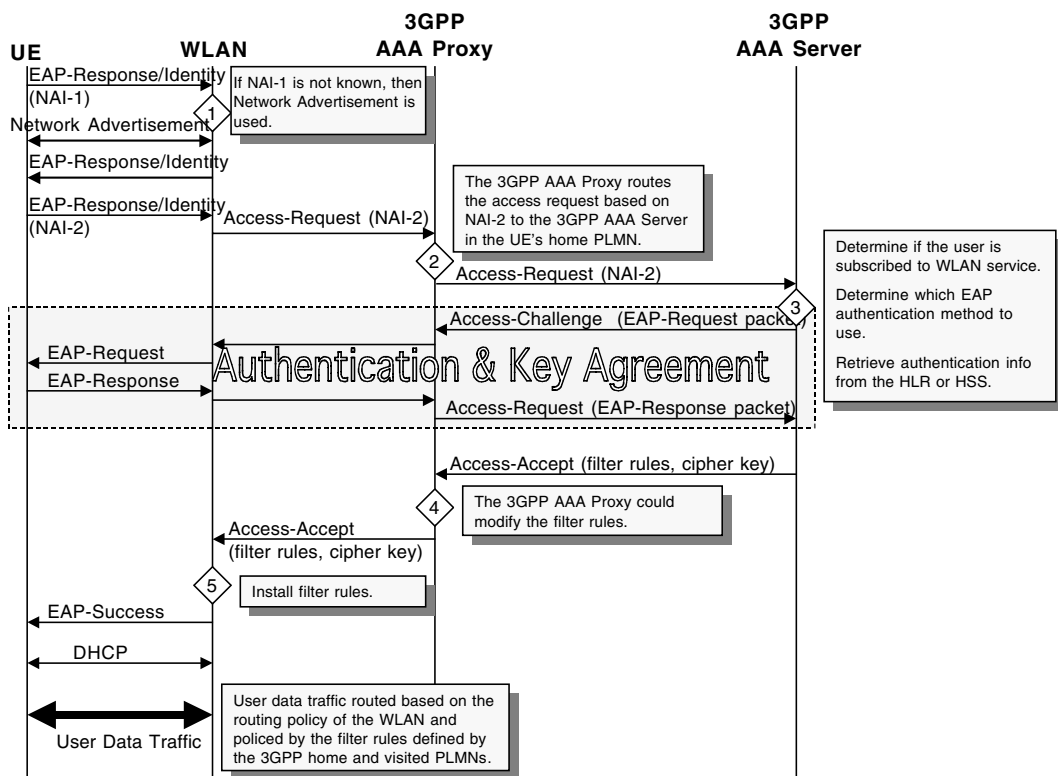 UE
WLAN
3GPP
AAA Proxy
3GPP
AAA Server
EAP-Response/Identity
(NAI-1)
1
If NAI-1 is not known, then
Network Advertisement is
used.
Network Advertisement
EAP-Response/Identity
EAP-Response/Identity
(NAI-2)
Access-Request (NAI-2)
The 3GPP AAA Proxy routes
the access request based on
NAI-2 to the 3GPP AAA Server
in the UE's home PLMN.
2
Access-Request (NAI-2)
3
Determine if the user is
subscribed to WLAN service.
Determine which EAP
authentication method to
use.
Retrieve authentication info
from the HLR or HSS.
Access-Challenge (EAP-Request packet)
EAP-Request
Authentication & Key Agreement
EAP-Response
Access-Request (EAP-Response packet)
Access-Accept (filter rules, cipher key)
4
The 3GPP AAA Proxy could
modify the filter rules.
Access-Accept
(filter rules, cipher key)
5
Install filter rules.
EAP-Success
DHCP
User Data Traffic
User data traffic routed based on the
routing policy of the WLAN and
policed by the filter rules defined by
the 3GPP home and visited PLMNs.